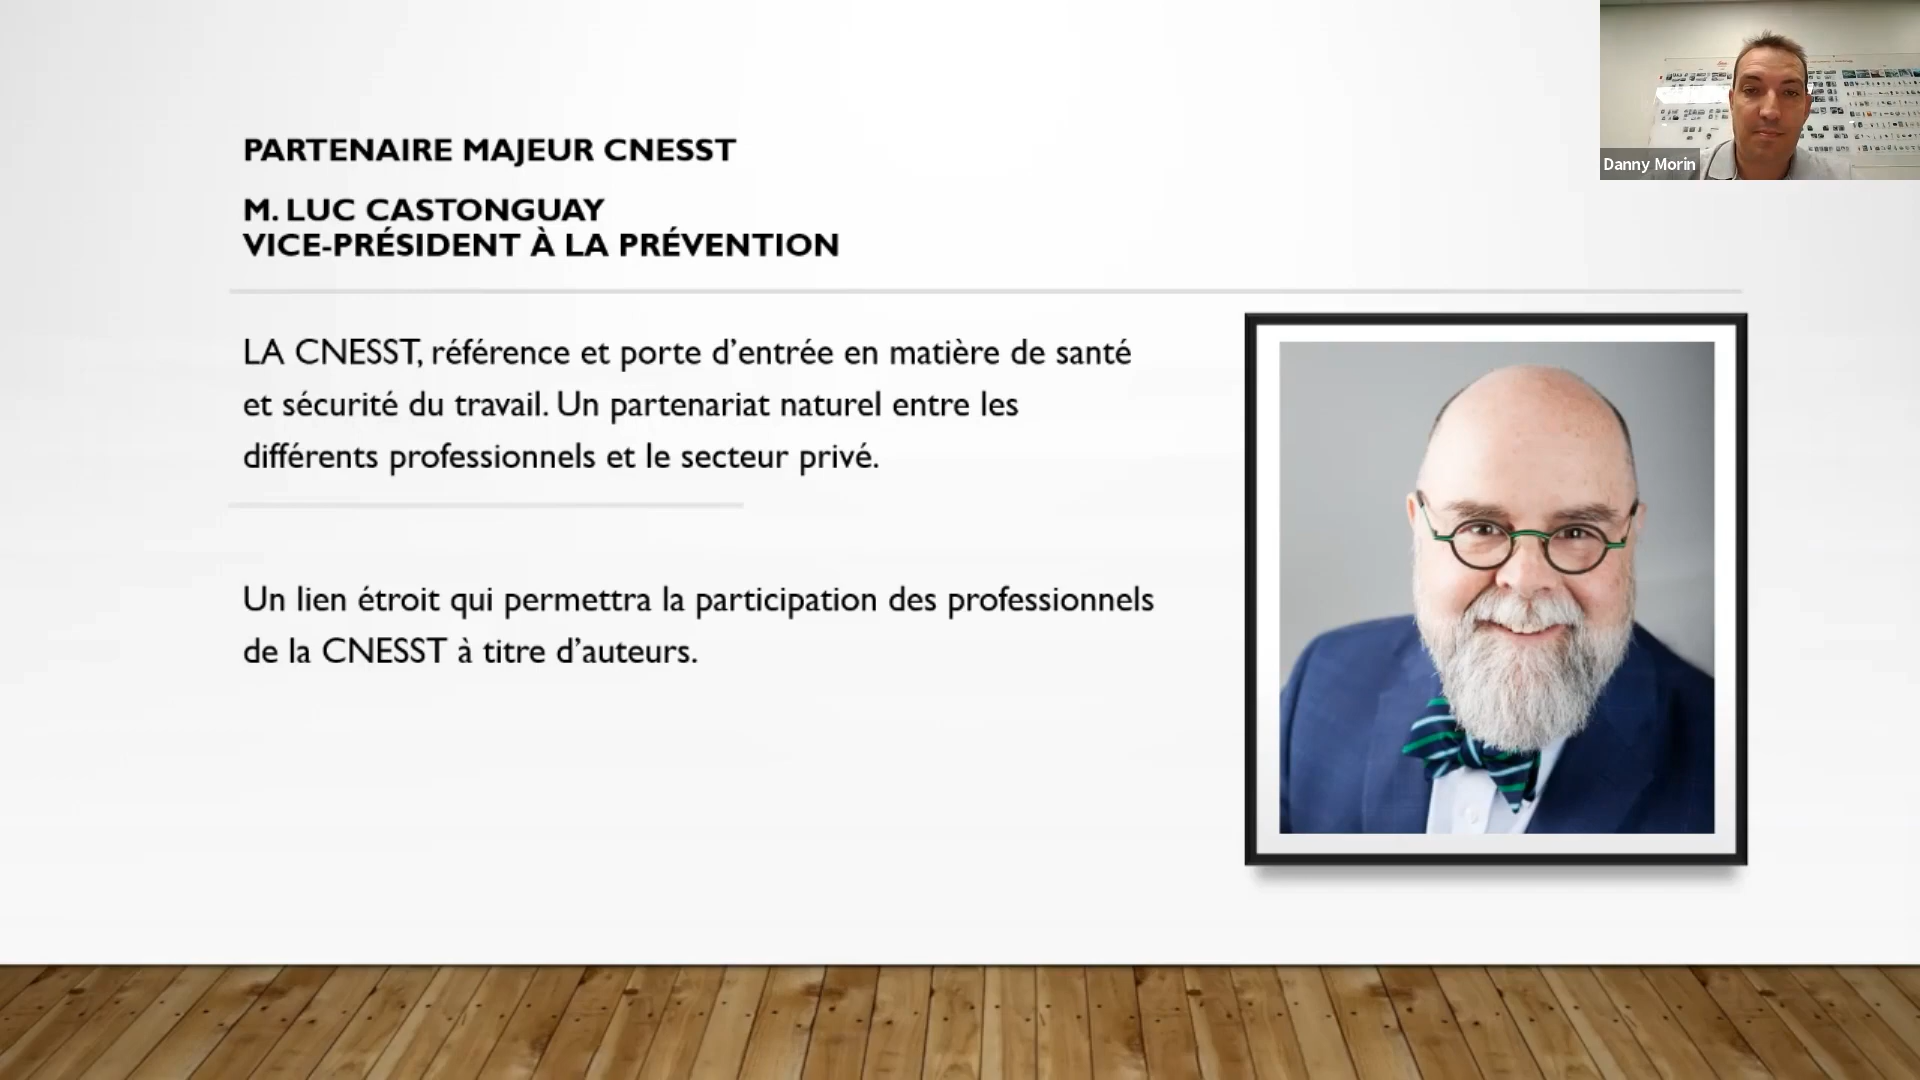 PARTENAIRE MAJEUR CNESST
M. LUC CASTONGUAY
VICE-PRÉSIDENT À LA PRÉVENTION
LA CNESST, référence et porte d’entrée en matière de santé
et sécurité du travail. Un partenariat naturel entre les
différents professionnels et le secteur privé.
Un lien étroit qui permettra la participation des professionnels
de la CNESST à titre d’auteurs.
Danny Morin